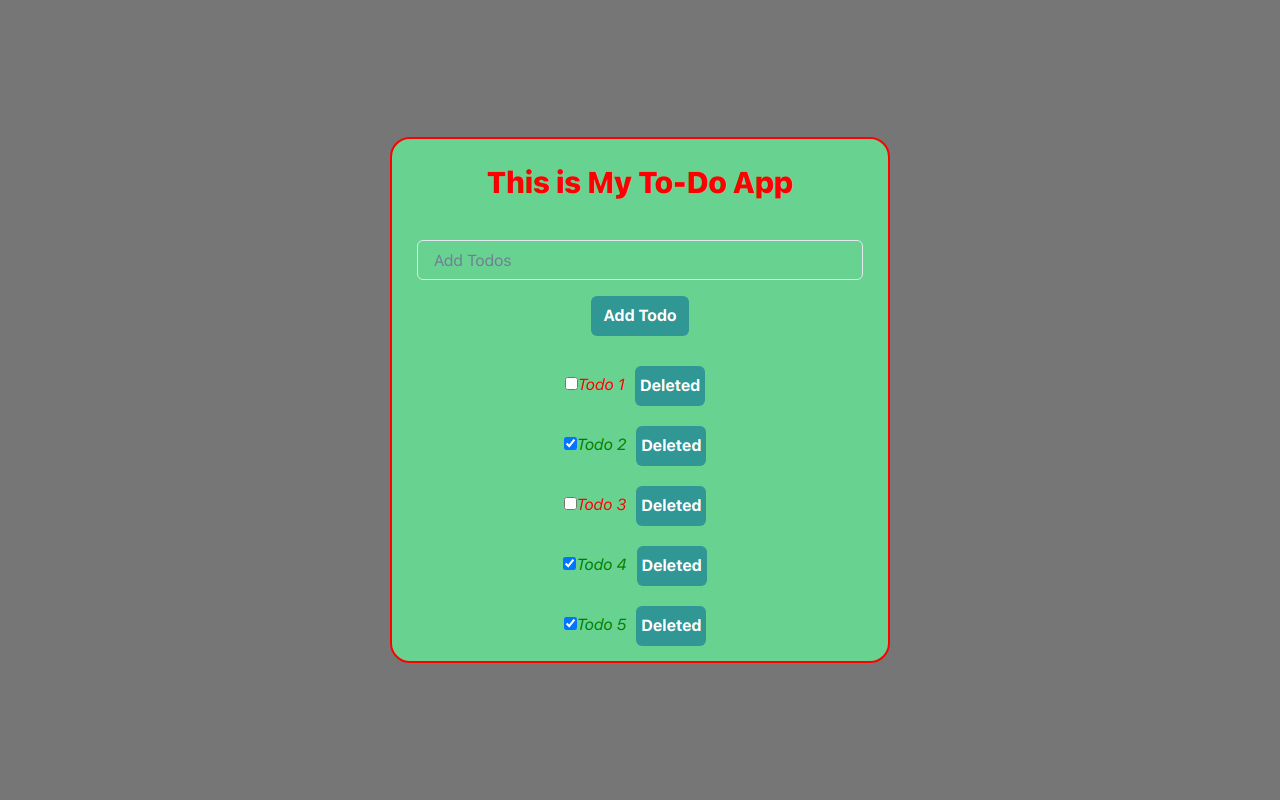 This is My To-Do App
Add Todos
Add Todo
Todo 1 Deleted
Todo 2 Deleted
Todo 3 Deleted
Todo 4 Deleted
Todo 5 Deleted